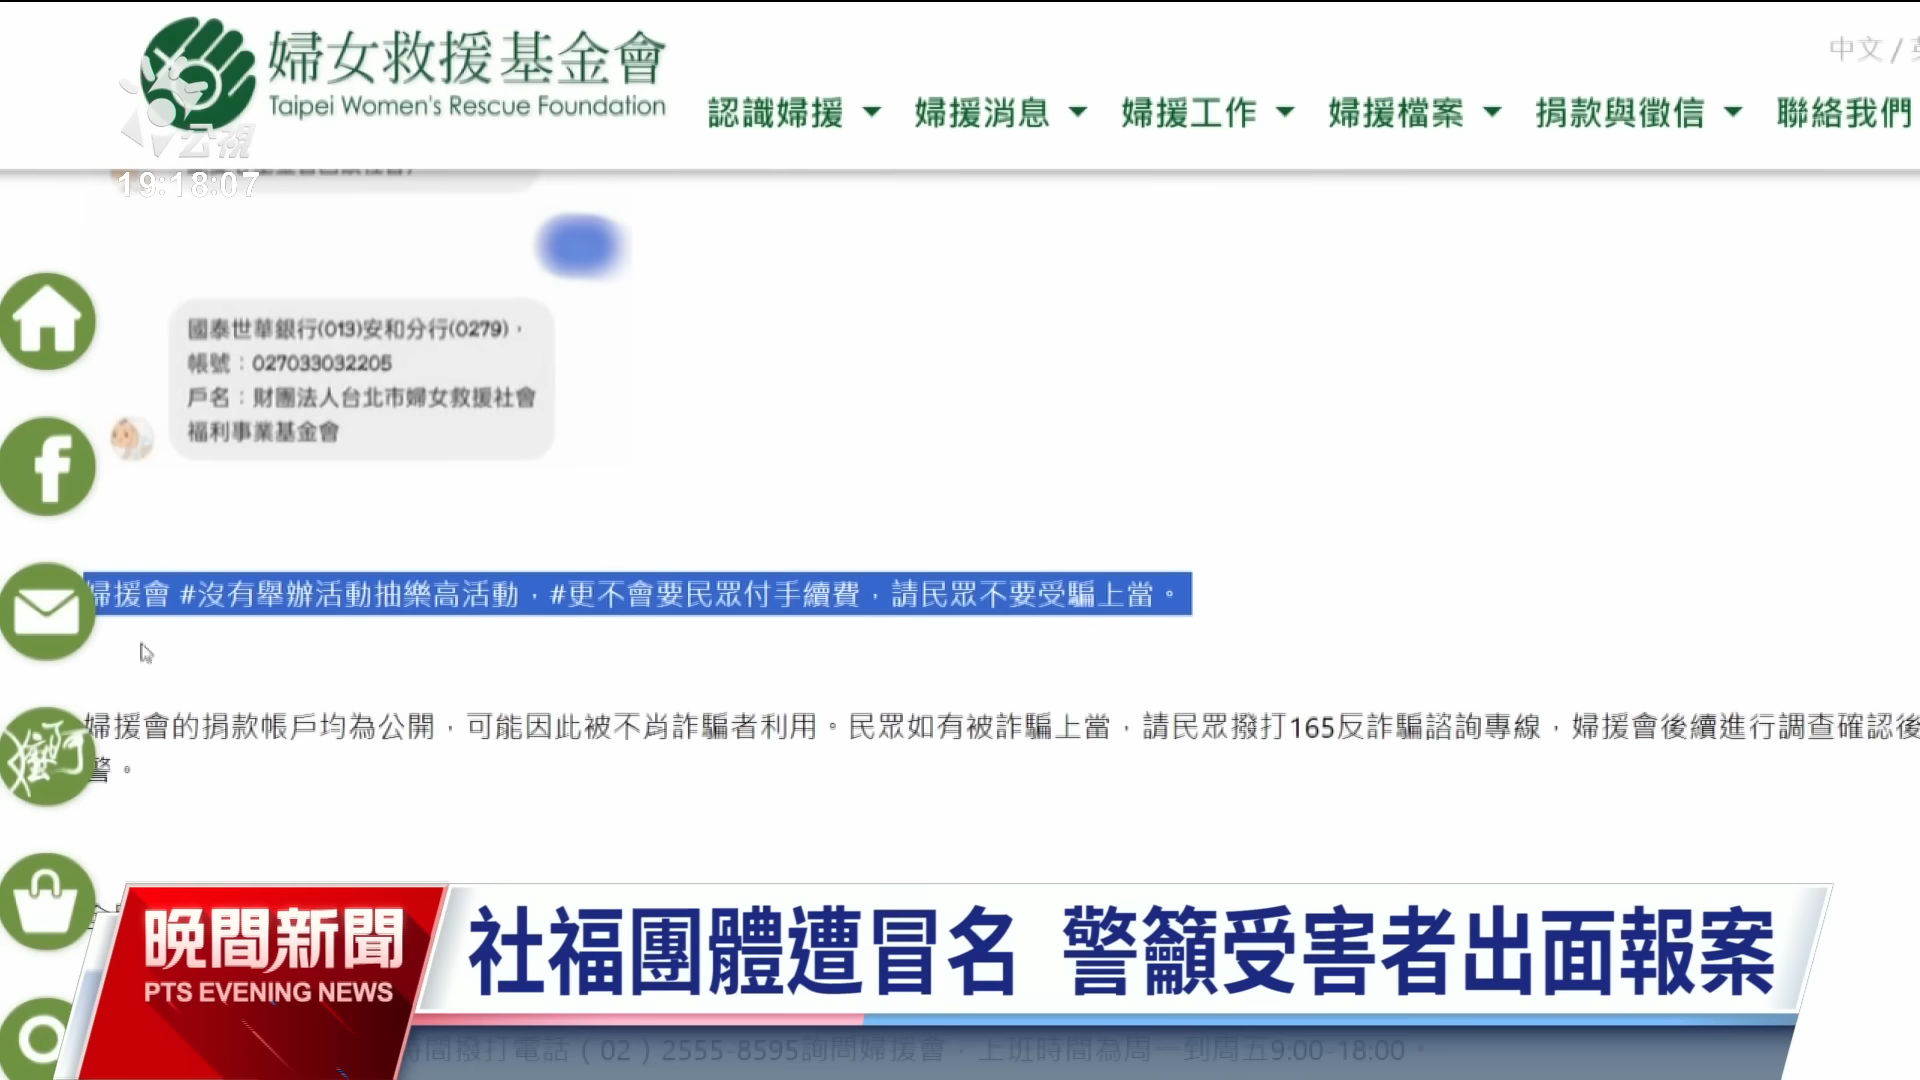 婦女救援基金會
Taipei Women's Rescue Foundation
中文 /
認識婦援
婦援消息
婦援工作
婦援檔案
捐款與徵信
聯絡我們
公視
19:18:07
國泰世華銀行(013)安和分行(0279)，
帳號：027033032205
戶名：財團法人台北市婦女救援社會
福利事業基金會
婦援會 #沒有舉辦活動抽樂高活動，#更不會要民眾付手續費，請民眾不要受騙上當。
婦援會的捐款帳戶均為公開，可能因此被不肖詐騙者利用。民眾如有被詐騙上當，請民眾撥打165反詐騙諮詢專線，婦援會後續進行調查確認後
警。
晚間新聞
PTS EVENING NEWS
社福團體遭冒名 警籲受害者出面報案
時間撥打電話（02）2555-8595詢問婦援會，上班時間為周一到周五9:00-18:00。